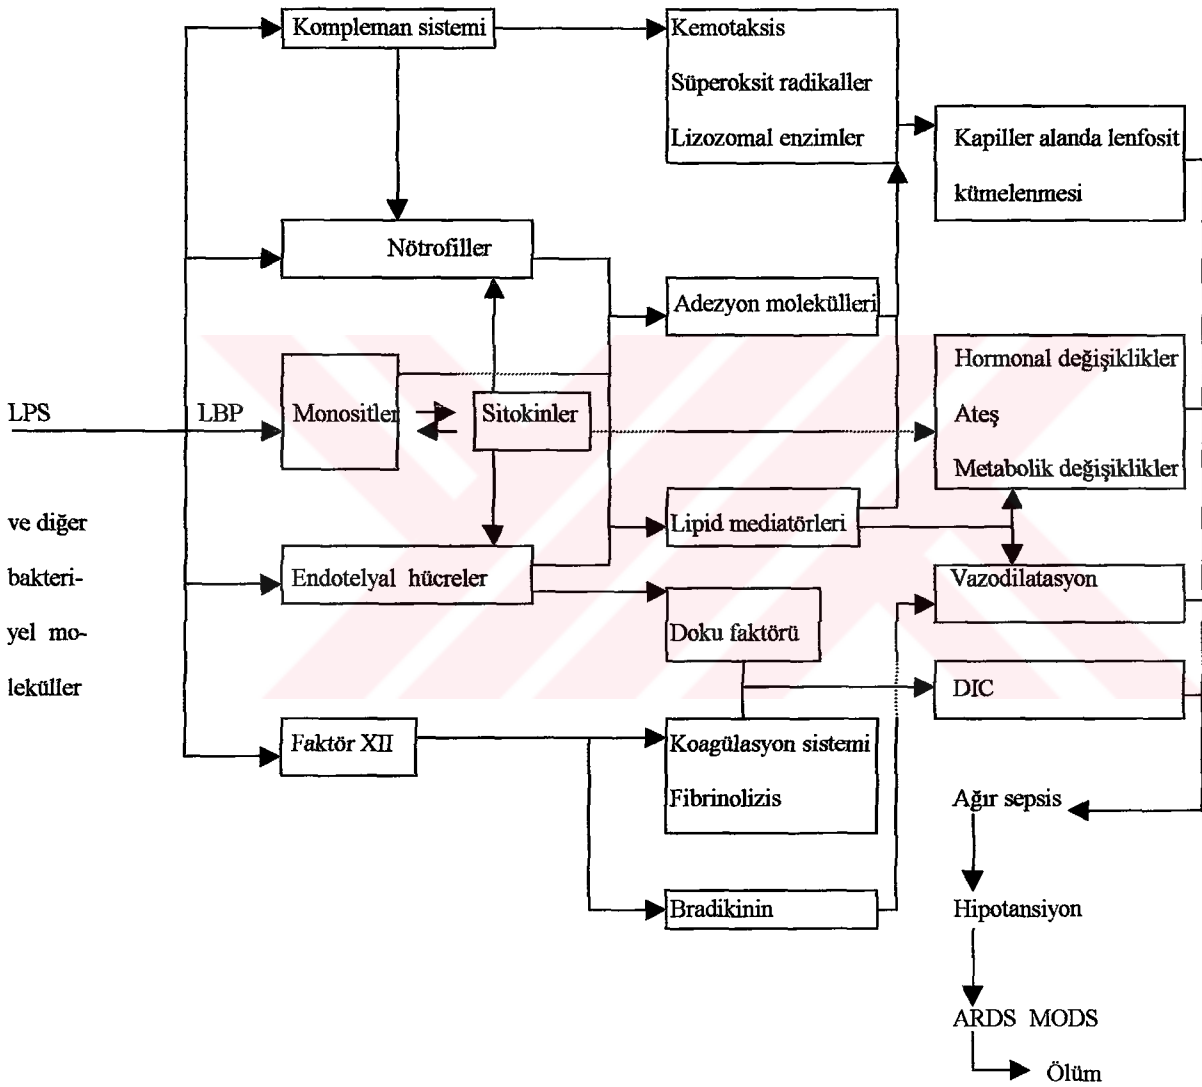 Kompleman sistemi
Kemotaksis
Süperoksit radikaller
Lizozomal enzimler
Kapiller alanda lenfosit
kümelenmesi
Nötrofiller
Adezyon molekülleri
Hormonal değişiklikler
Ateş
Metabolik değişiklikler
LPS
LBP
Monositler
Sitokinler
ve diğer
bakteri-
yel mo-
leküller
Lipid mediatörleri
Endotelyal hücreler
Vazodilatasyon
Doku faktörü
DIC
Faktör XII
Koagülasyon sistemi
Fibrinolizis
Ağır sepsis
Bradikinin
Hipotansiyon
ARDS MODS
Ölüm